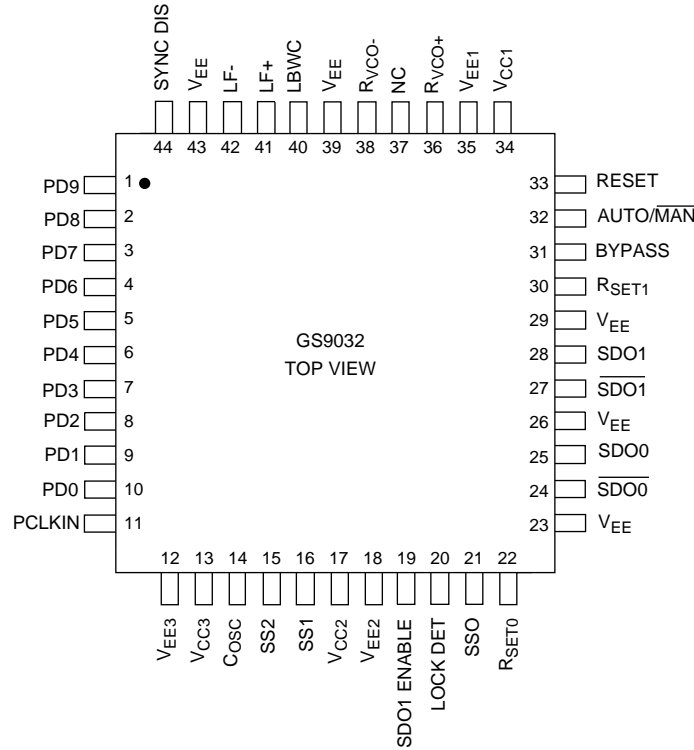 SYNC DIS
VEE
LF-
LF+
LBWC
VEE
RVCO-
NC
RVCO+
VEE1
VCC1
44 43 42 41 40 39 38 37 36 35 34
PD9 1
PD8 2
PD7 3
PD6 4
PD5 5
PD4 6
PD3 7
PD2 8
PD1 9
PD0 10
PCLKIN 11
GS9032
TOP VIEW
33 RESET
32 AUTO/MAN
31 BYPASS
30 RSET1
29 VEE
28 SDO1
27 SDO1
26 VEE
25 SDO0
24 SDO0
23 VEE
12 13 14 15 16 17 18 19 20 21 22
VEE3
VCC3
COSC
SS2
SS1
VCC2
VEE2
SDO1 ENABLE
LOCK DET
SSO
RSET0